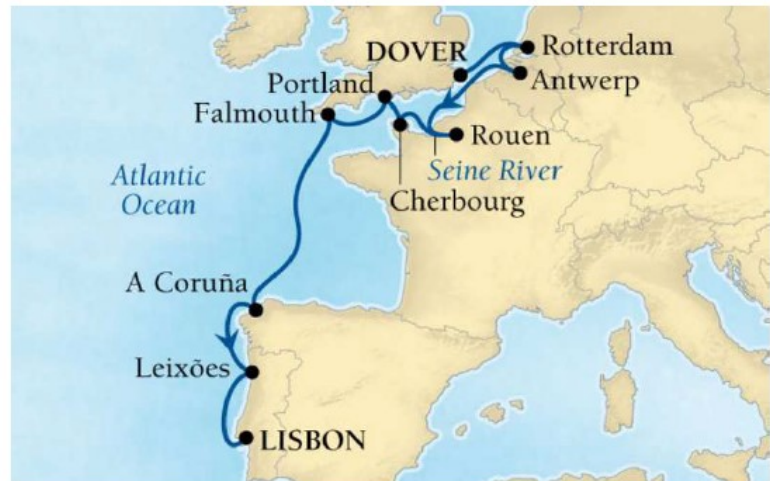 DOVER
Rotterdam
Portland
Antwerp
Falmouth
Rouen
Atlantic
Ocean
Seine River
Cherbourg
A Coruña
Leixões
LISBON